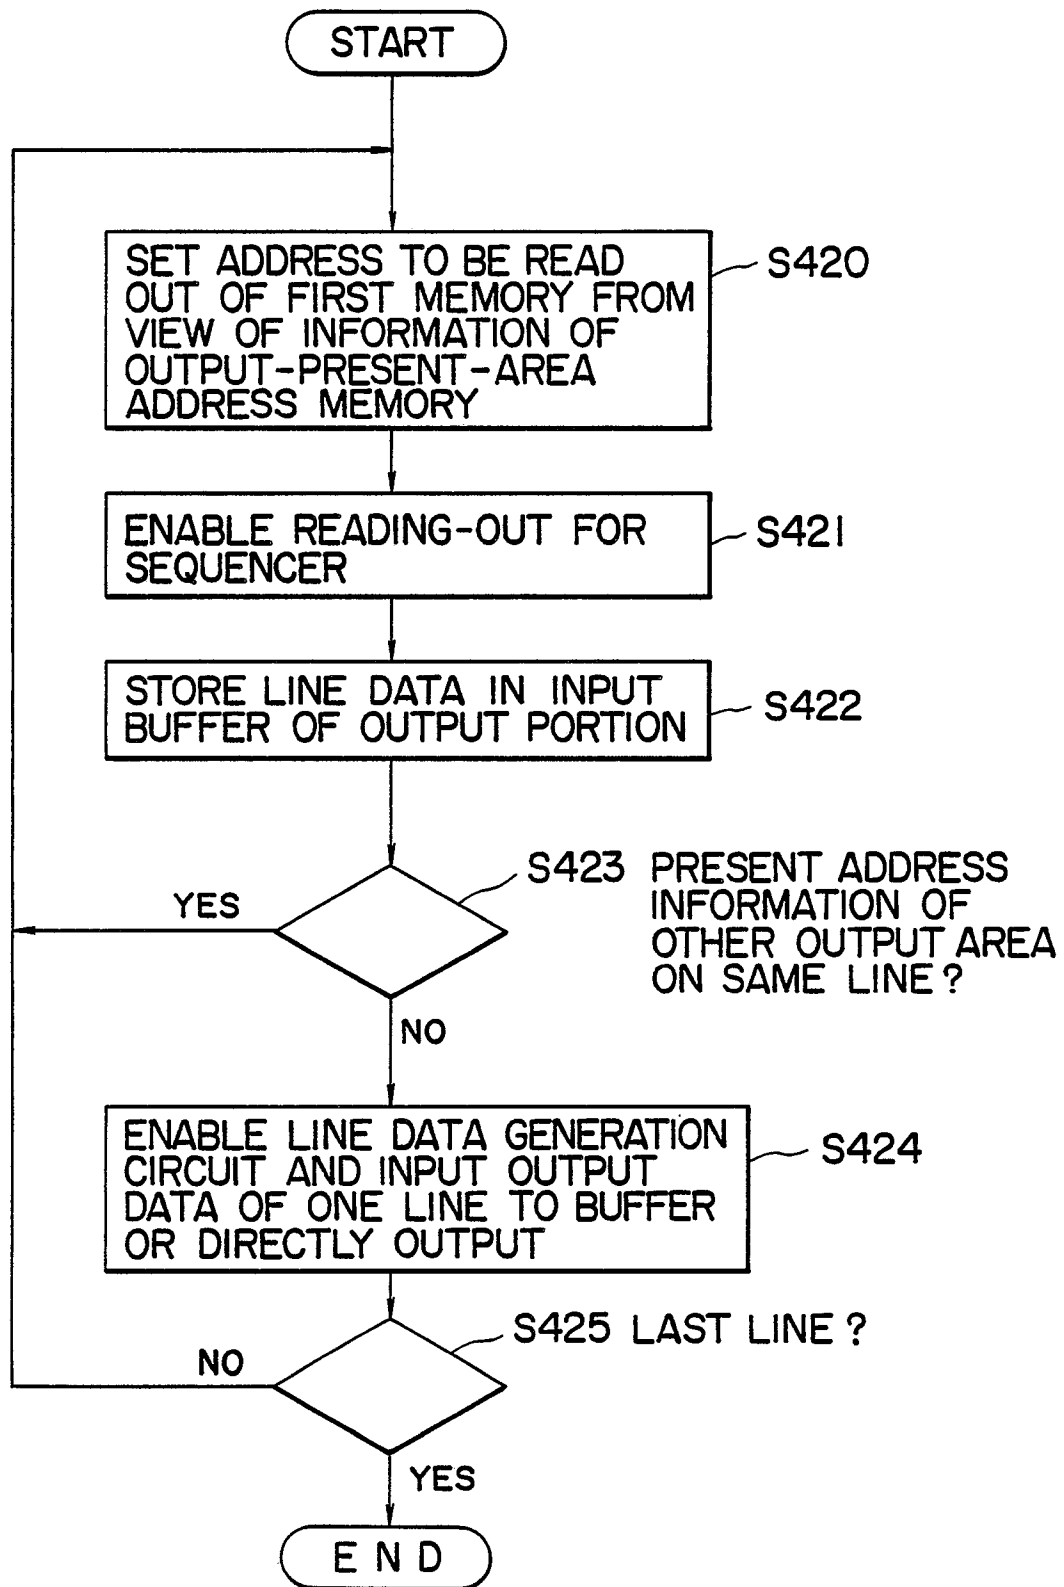 START
SET ADDRESS TO BE READ
OUT OF FIRST MEMORY FROM
VIEW OF INFORMATION OF
OUTPUT-PRESENT-AREA
ADDRESS MEMORY
S420
ENABLE READING-OUT FOR
SEQUENCER
S421
STORE LINE DATA IN INPUT
BUFFER OF OUTPUT PORTION
S422
S423 PRESENT ADDRESS
INFORMATION OF
OTHER OUTPUT AREA
ON SAME LINE?
YES
NO
ENABLE LINE DATA GENERATION
CIRCUIT AND INPUT OUTPUT
DATA OF ONE LINE TO BUFFER
OR DIRECTLY OUTPUT
S424
S425 LAST LINE?
NO
YES
END